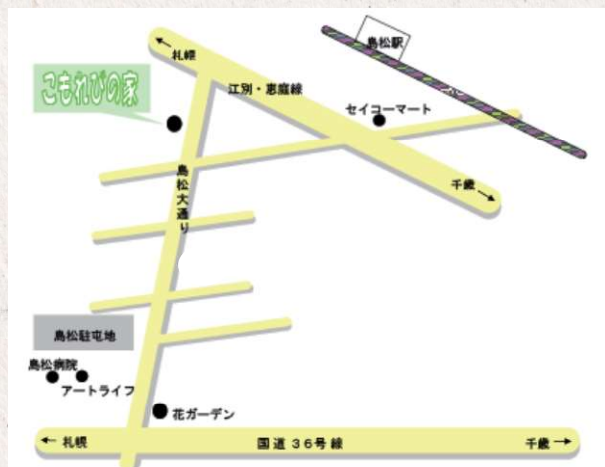 島松駅
← 札幌
こもれびの家
江別・恵庭線
セイコーマート
島松大通り
千歳 →
島松駐屯地
島松病院
アートライフ
花ガーデン
← 札幌
国道36号線
千歳 →